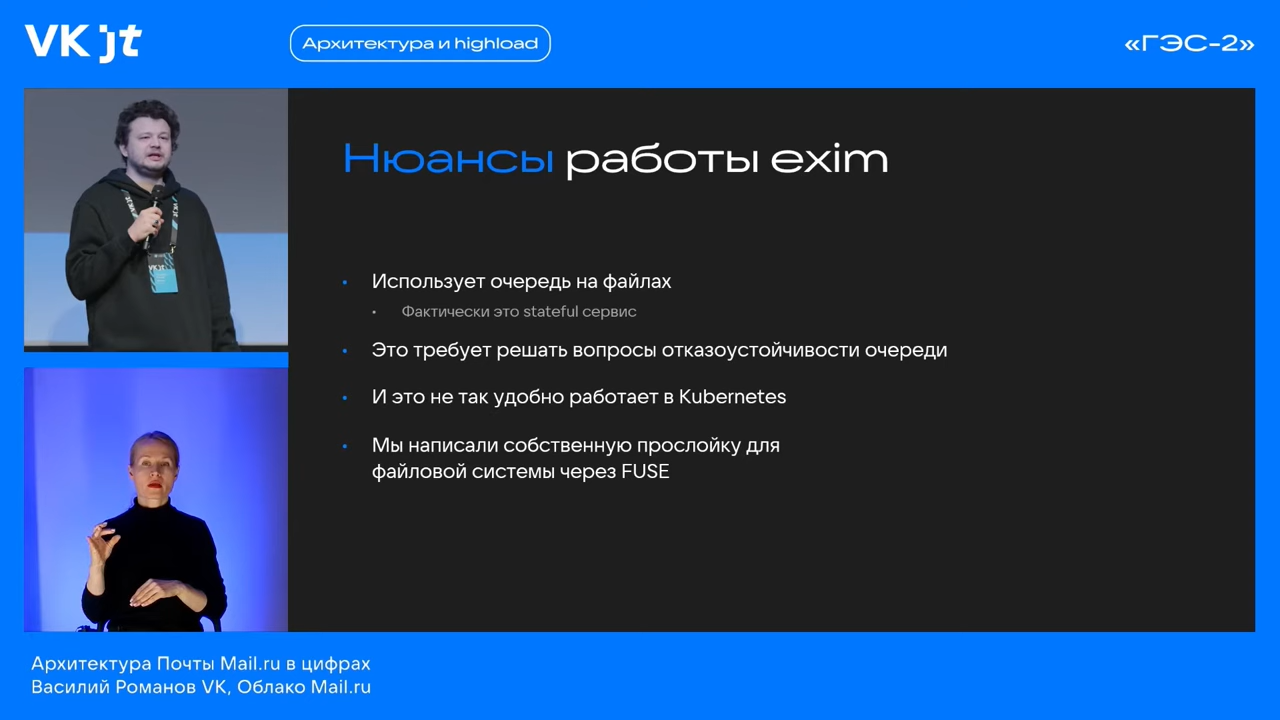 VK jt
Архитектура и highload
«ГЭС-2»
Нюансы работы exim
Использует очередь на файлах
Фактически это stateful сервис
Это требует решать вопросы отказоустойчивости очереди
И это не так удобно работает в Kubernetes
Мы написали собственную прослойку для
файловой системы через FUSE
Архитектура Почты Mail.ru в цифрах
Василий Романов VK, Облако Mail.ru